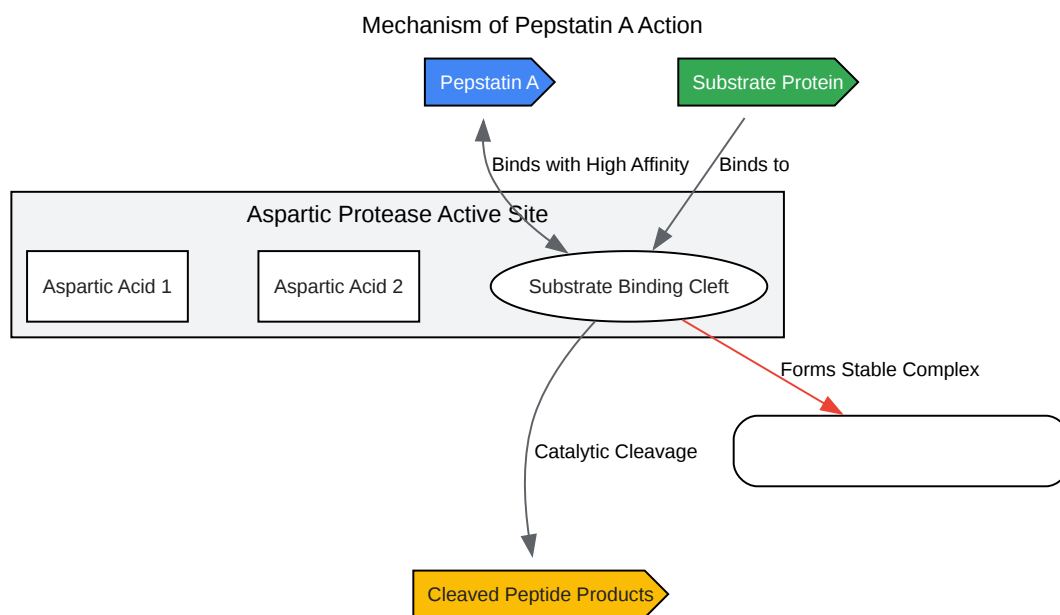 Mechanism of Pepstatin A Action
Pepstatin A
Substrate Protein
Binds with High Affinity
Binds to
Aspartic Protease Active Site
Aspartic Acid 1
Aspartic Acid 2
Substrate Binding Cleft
Forms Stable Complex
Catalytic Cleavage
Cleaved Peptide Products